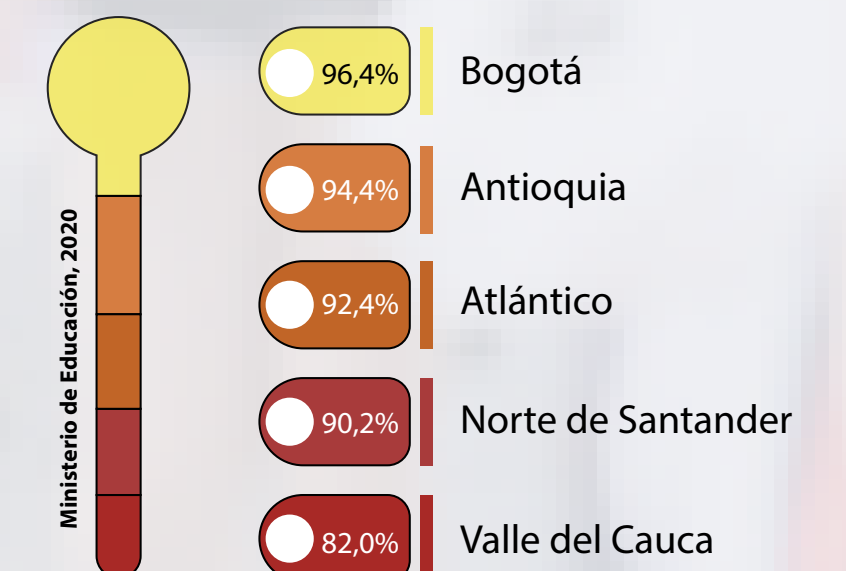 96,4% Bogotá
94,4% Antioquia
92,4% Atlántico
90,2% Norte de Santander
82,0% Valle del Cauca
Ministerio de Educación, 2020